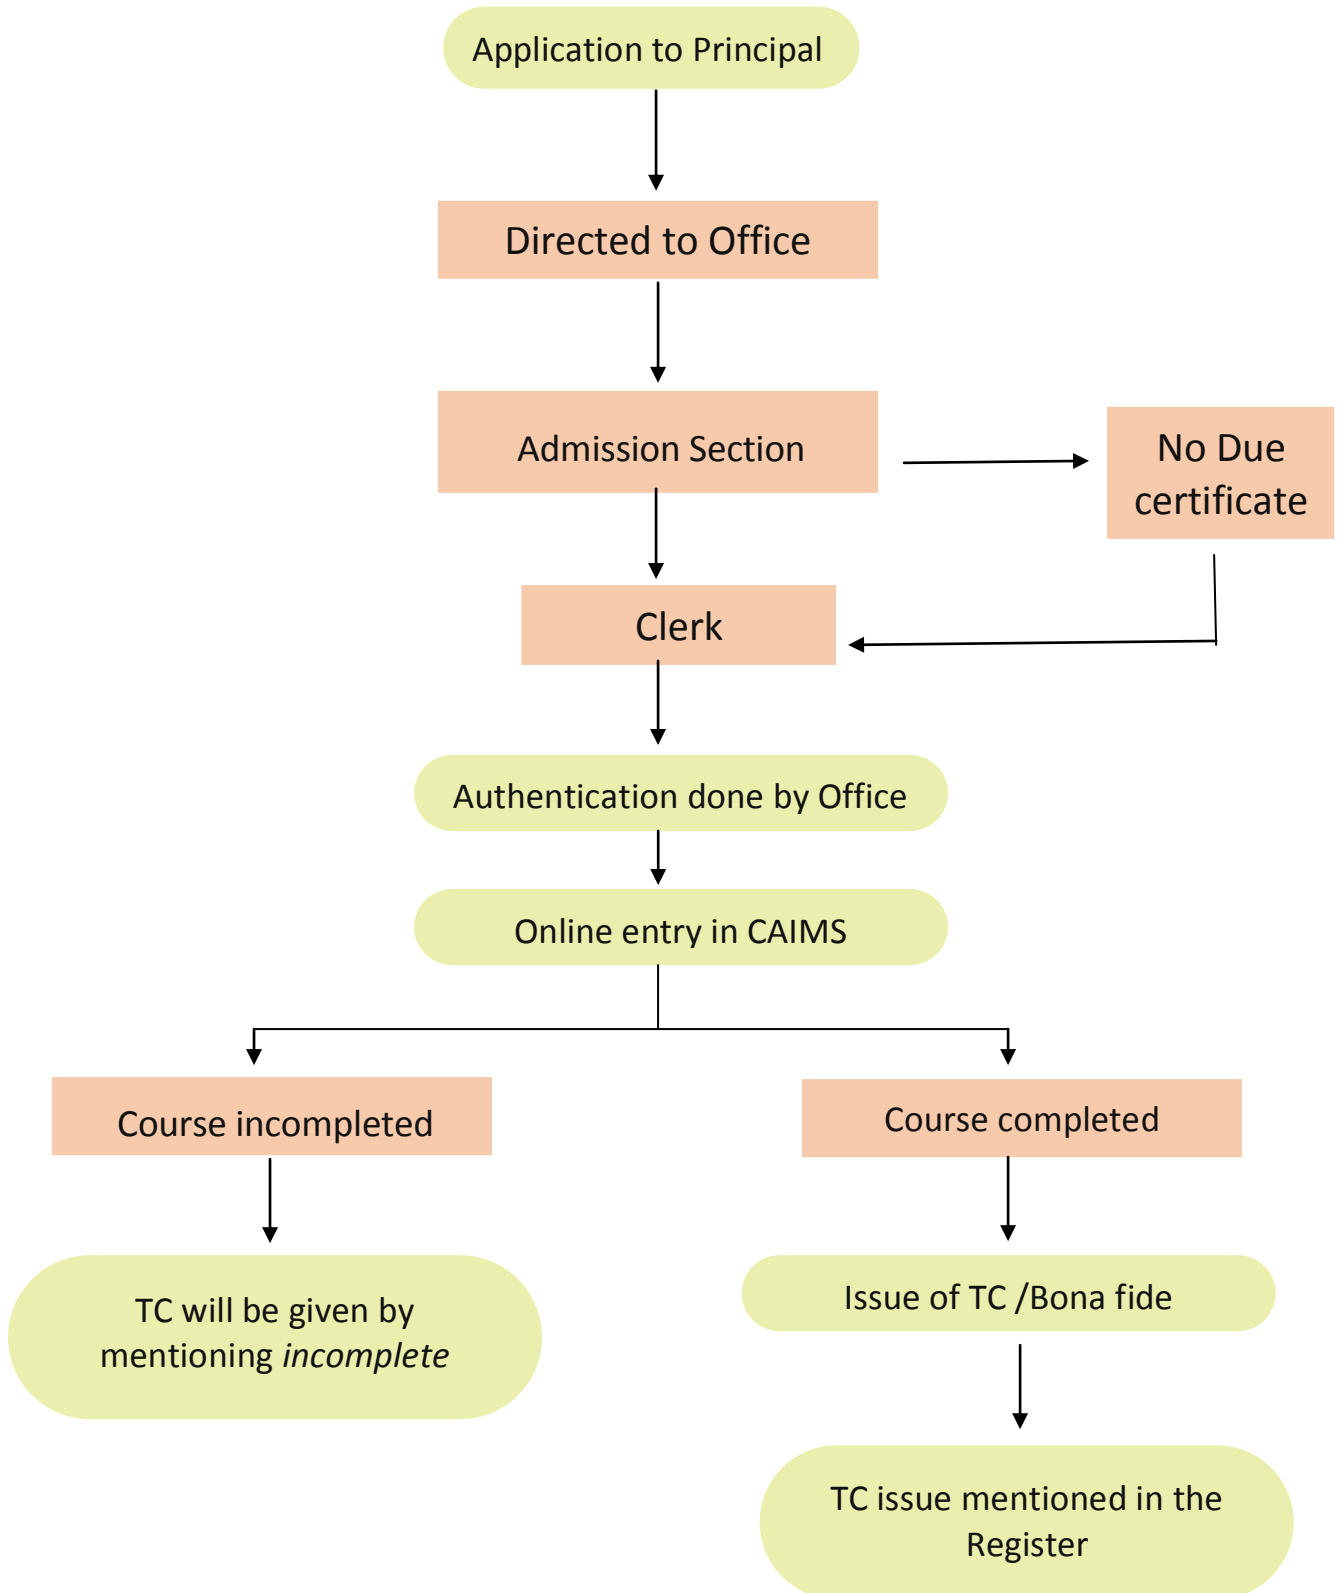 Application to Principal
Directed to Office
Admission Section
No Due
certificate
Clerk
Authentication done by Office
Online entry in CAIMS
Course incompleted
Course completed
TC will be given by
mentioning incomplete
Issue of TC /Bona fide
TC issue mentioned in the
Register